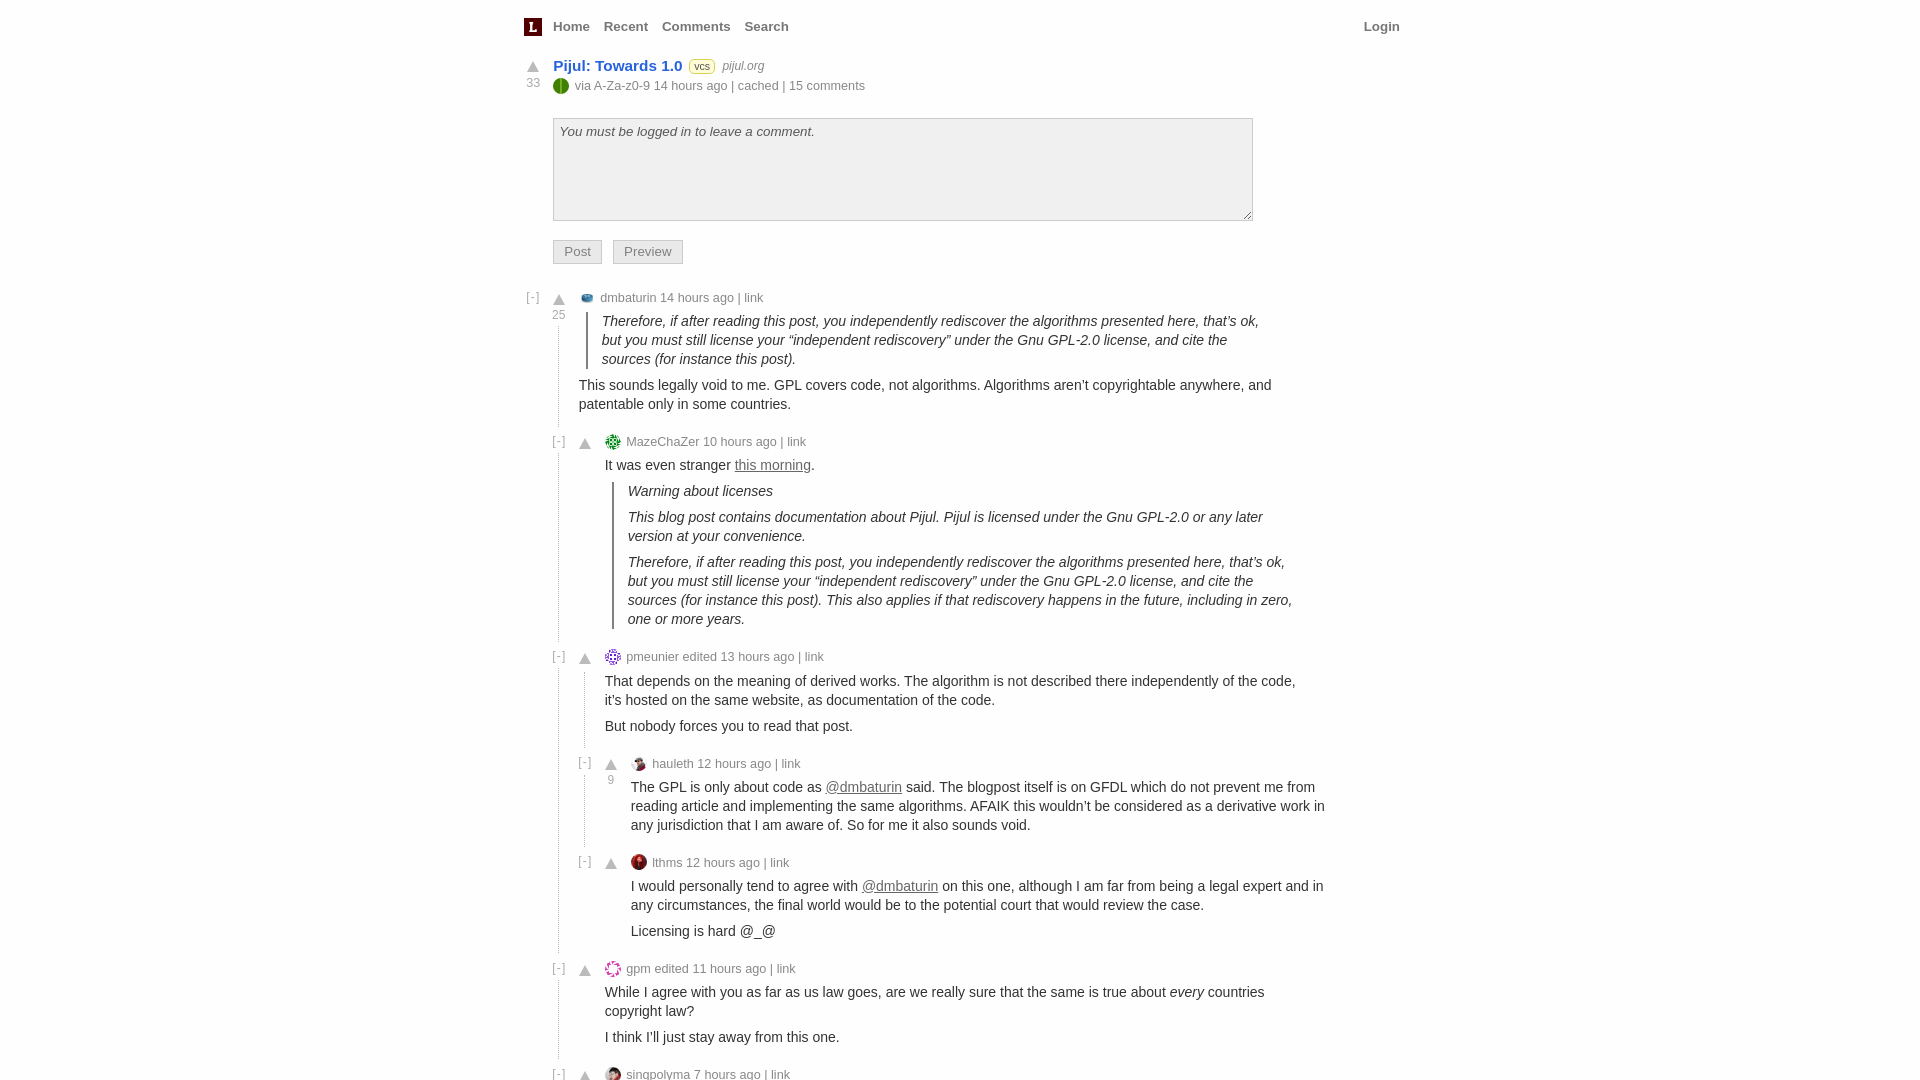 L Home Recent Comments Search Login
Pijul: Towards 1.0 vcs pijul.org
33
via A-Za-z0-9 14 hours ago | cached | 15 comments
You must be logged in to leave a comment.
Post Preview
[-] dmbaturin 14 hours ago | link
25
Therefore, if after reading this post, you independently rediscover the algorithms presented here, that’s ok,
but you must still license your “independent rediscovery” under the Gnu GPL-2.0 license, and cite the
sources (for instance this post).
This sounds legally void to me. GPL covers code, not algorithms. Algorithms aren’t copyrightable anywhere, and
patentable only in some countries.
[-] MazeChaZer 10 hours ago | link
It was even stranger this morning.
Warning about licenses
This blog post contains documentation about Pijul. Pijul is licensed under the Gnu GPL-2.0 or any later
version at your convenience.
Therefore, if after reading this post, you independently rediscover the algorithms presented here, that’s ok,
but you must still license your “independent rediscovery” under the Gnu GPL-2.0 license, and cite the
sources (for instance this post). This also applies if that rediscovery happens in the future, including in zero,
one or more years.
[-] pmeunier edited 13 hours ago | link
That depends on the meaning of derived works. The algorithm is not described there independently of the code,
it’s hosted on the same website, as documentation of the code.
But nobody forces you to read that post.
[-] hauleth 12 hours ago | link
9
The GPL is only about code as @dmbaturin said. The blogpost itself is on GFDL which do not prevent me from
reading article and implementing the same algorithms. AFAIK this wouldn’t be considered as a derivative work in
any jurisdiction that I am aware of. So for me it also sounds void.
[-] lthms 12 hours ago | link
I would personally tend to agree with @dmbaturin on this one, although I am far from being a legal expert and in
any circumstances, the final world would be to the potential court that would review the case.
Licensing is hard @_@
[-] gpm edited 11 hours ago | link
While I agree with you as far as us law goes, are we really sure that the same is true about every countries
copyright law?
I think I’ll just stay away from this one.
[-] singpolyma 7 hours ago | link